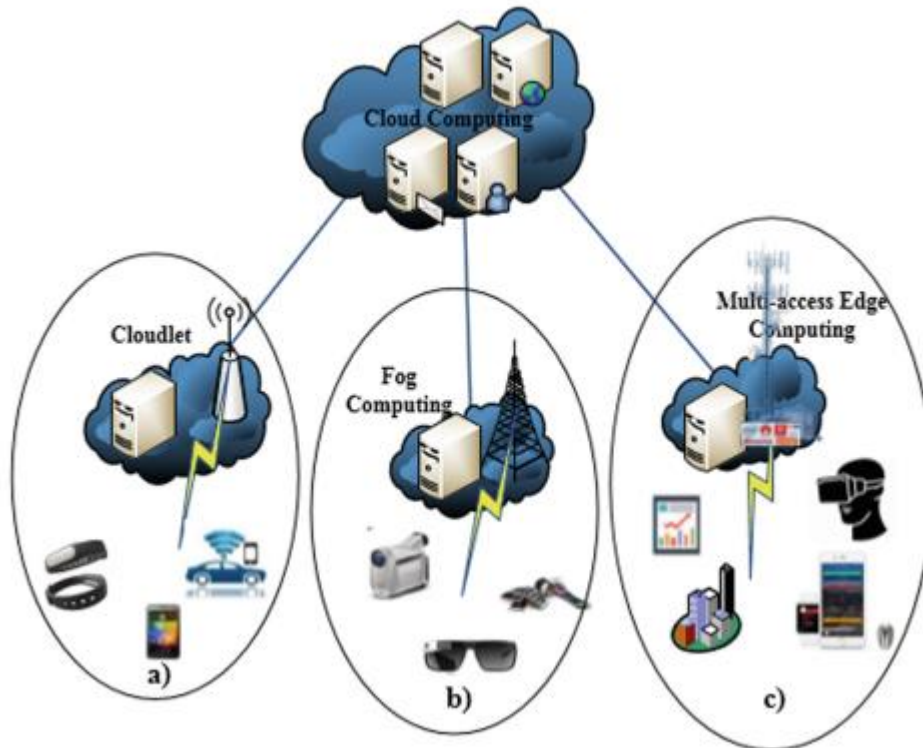 Cloud Computing
Cloudlet
Fog
Computing
Multi-access Edge
Computing
a)
b)
c)